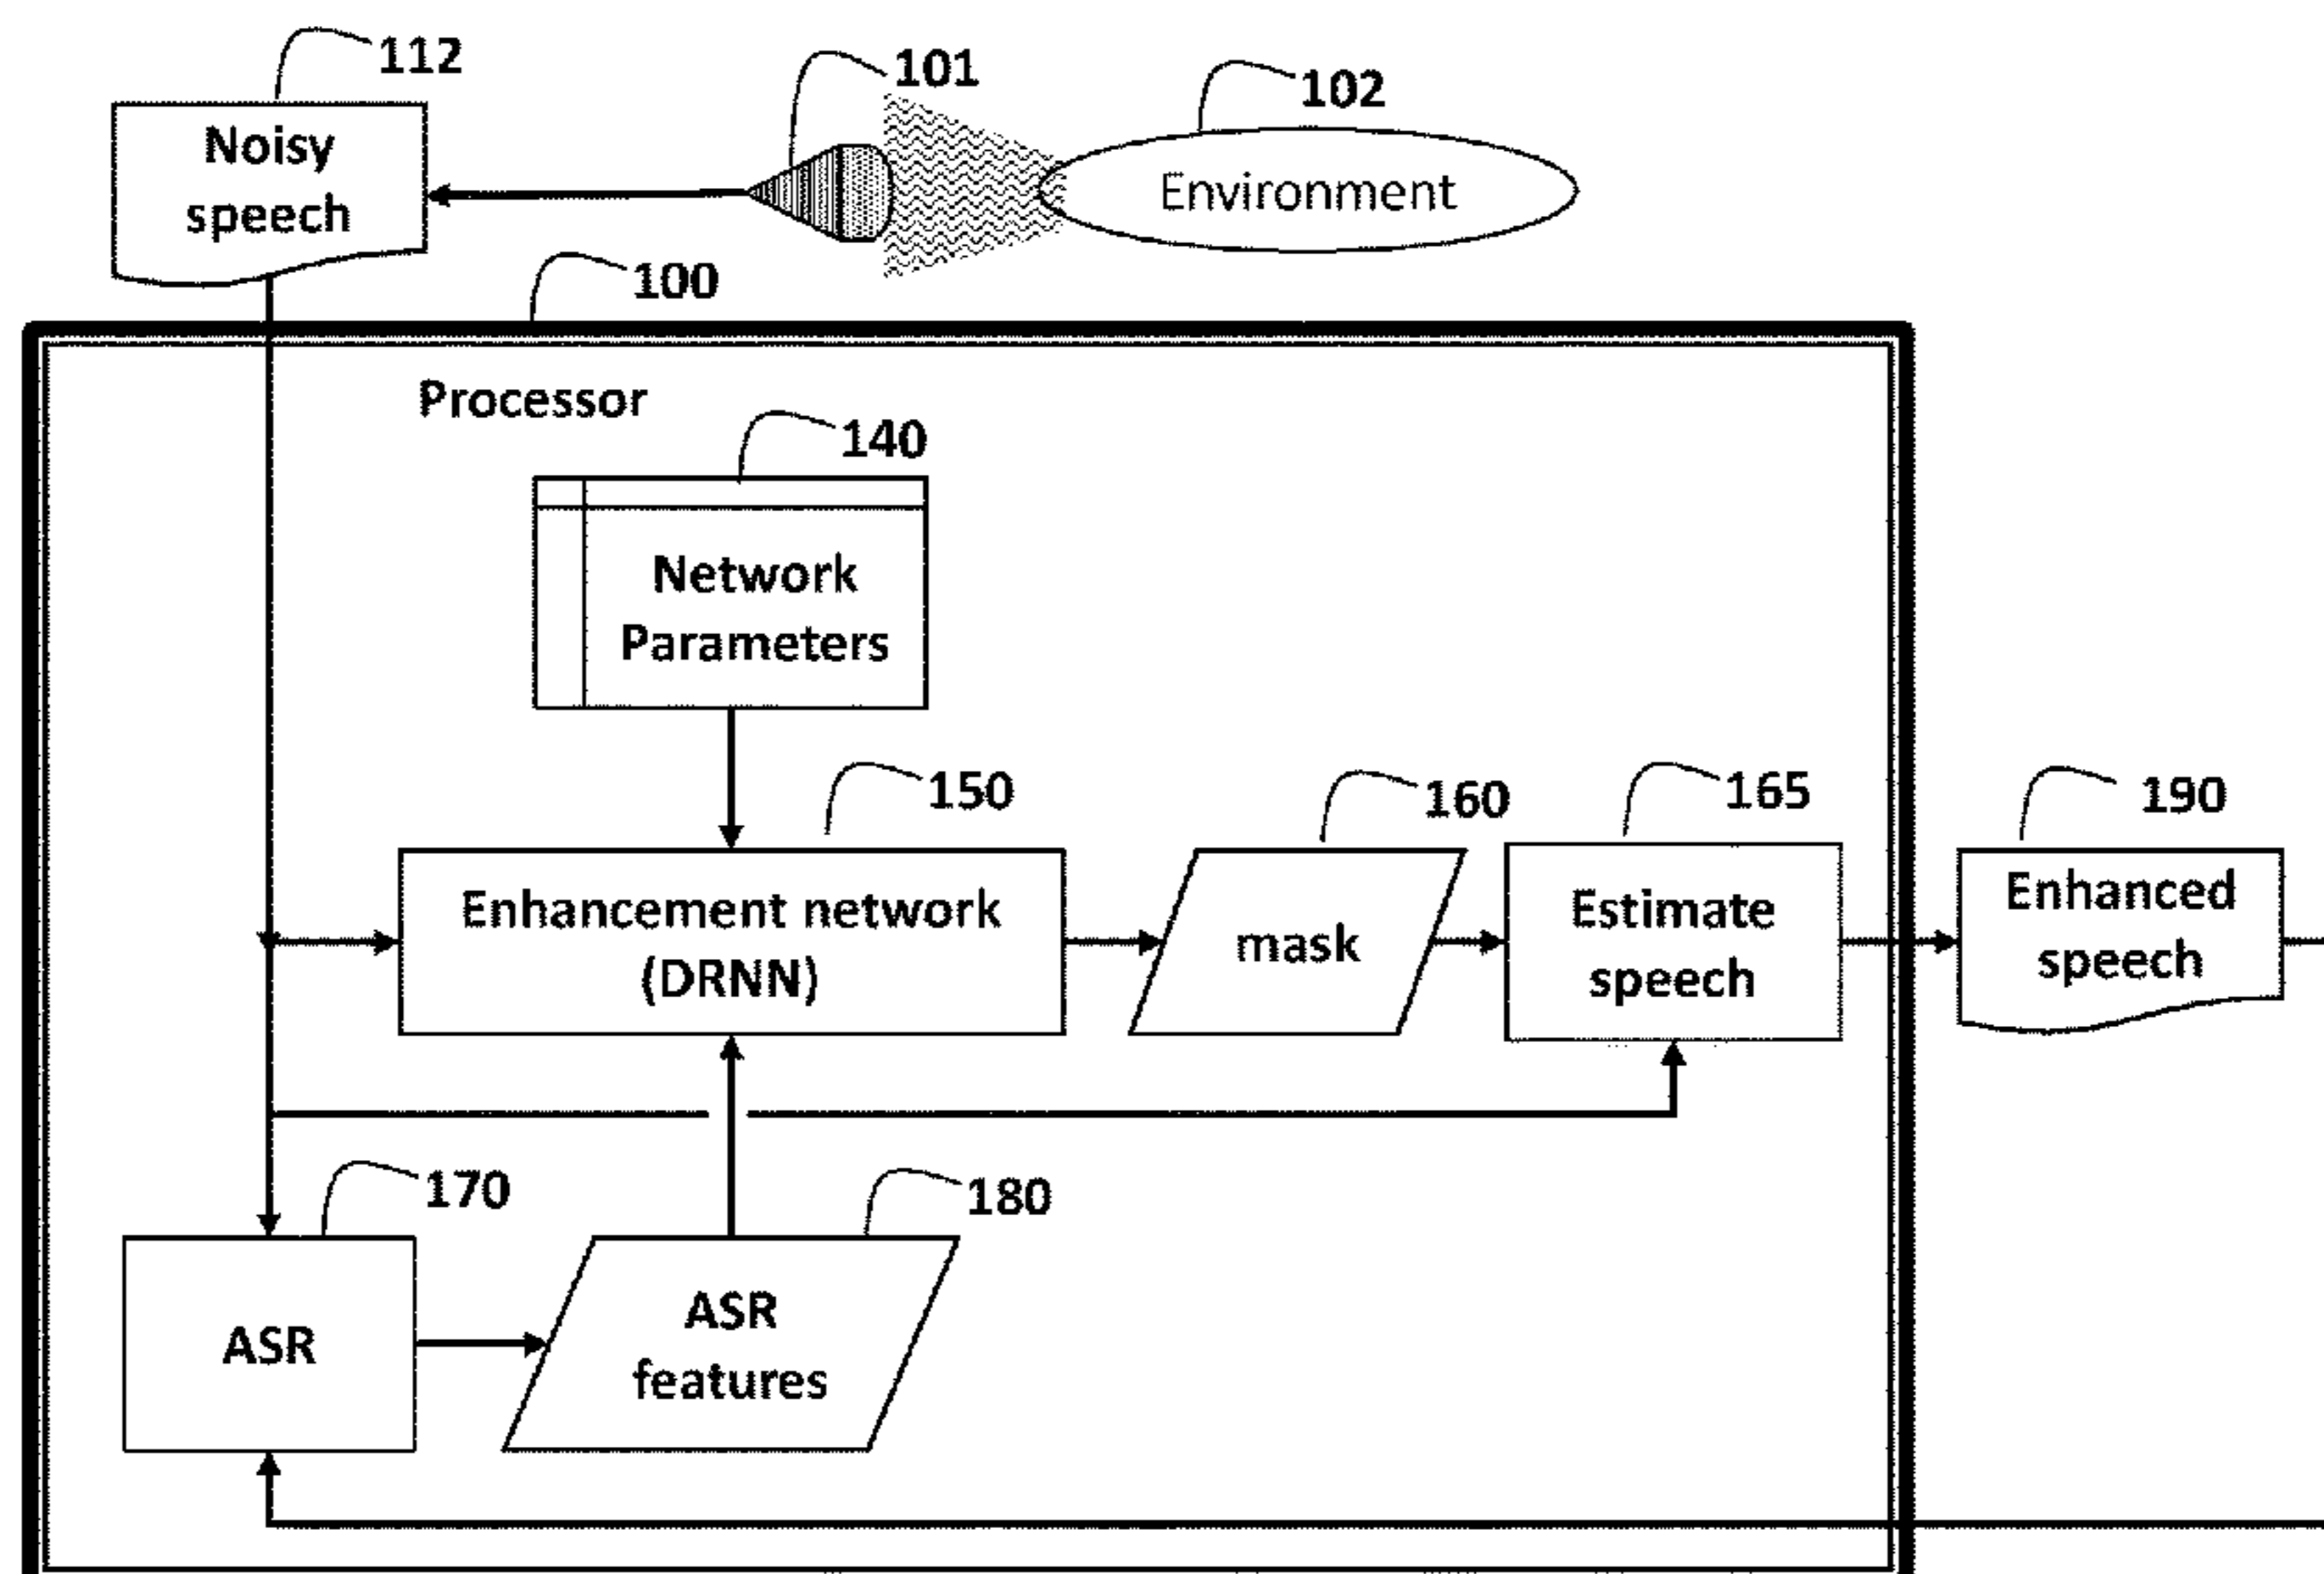 112
101
102
Noisy
speech
Environment
100
Processor
140
Network
Parameters
150
160
165
190
Enhancement network
(DRNN)
mask
Estimate
speech
Enhanced
speech
170
180
ASR
ASR
features